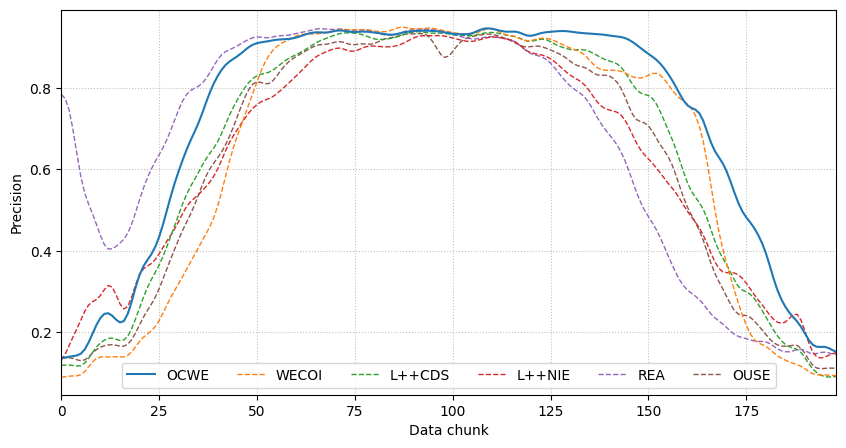 Precision
0.8
0.6
0.4
0.2
OCWE WECOI L++CDS L++NIE REA OUSE
0 25 50 75 100 125 150 175
Data chunk